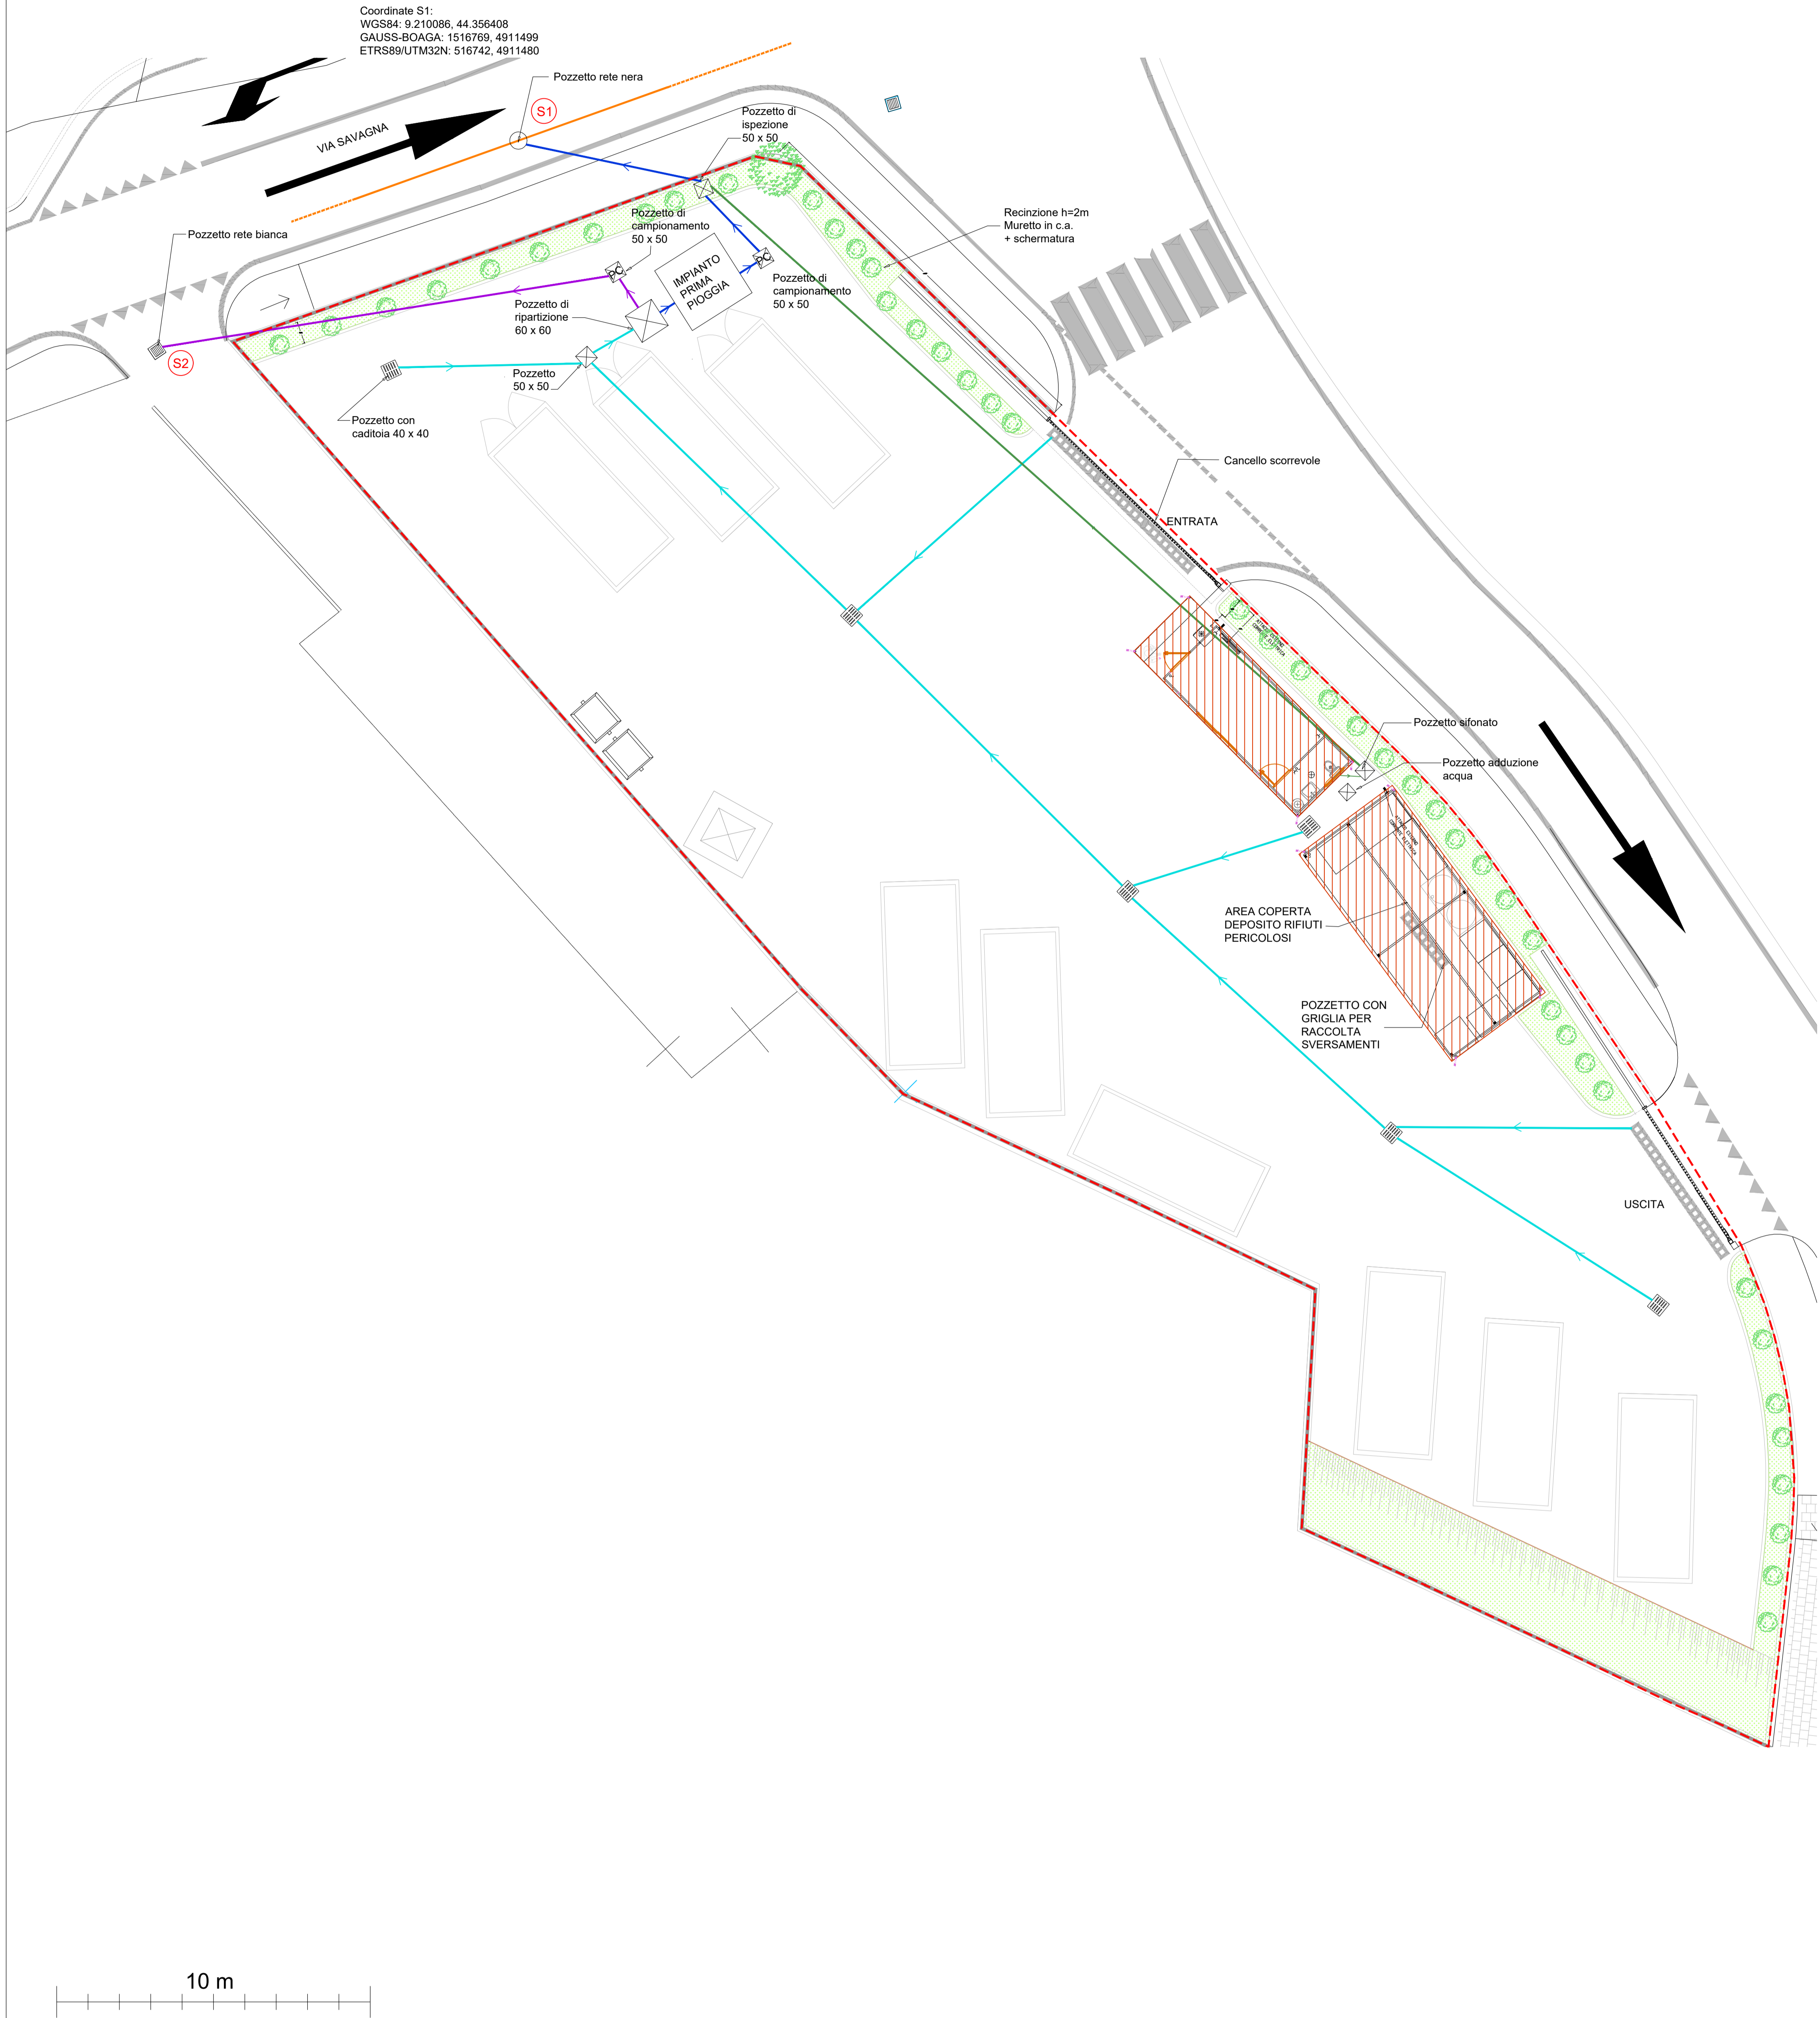 Coordinate S1:
WGS84: 9.210086, 44.356408
GAUSS-BOAGA: 1516769, 4911499
ETRS89/UTM32N: 516742, 4911480
Pozzetto rete nera
S1
VIA SAVAGNA
Pozzetto di
ispezione
50 x 50
Pozzetto di
campionamento
50 x 50
Recinzione h=2m
Muretto in c.a.
+ schermatura
Pozzetto rete bianca
PC
PC
IMPIANTO
PRIMA
PIOGGIA
Pozzetto di
campionamento
50 x 50
Pozzetto di
ripartizione
60 x 60
S2
Pozzetto
50 x 50
Pozzetto con
caditoia 40 x 40
Cancello scorrevole
ENTRATA
Pozzetto sifonato
Pozzetto adduzione
acqua
AREA COPERTA
DEPOSITO RIFIUTI
PERICOLOSI
POZZETTO CON
GRIGLIA PER
RACCOLTA
SVERSAMENTI
USCITA
10 m